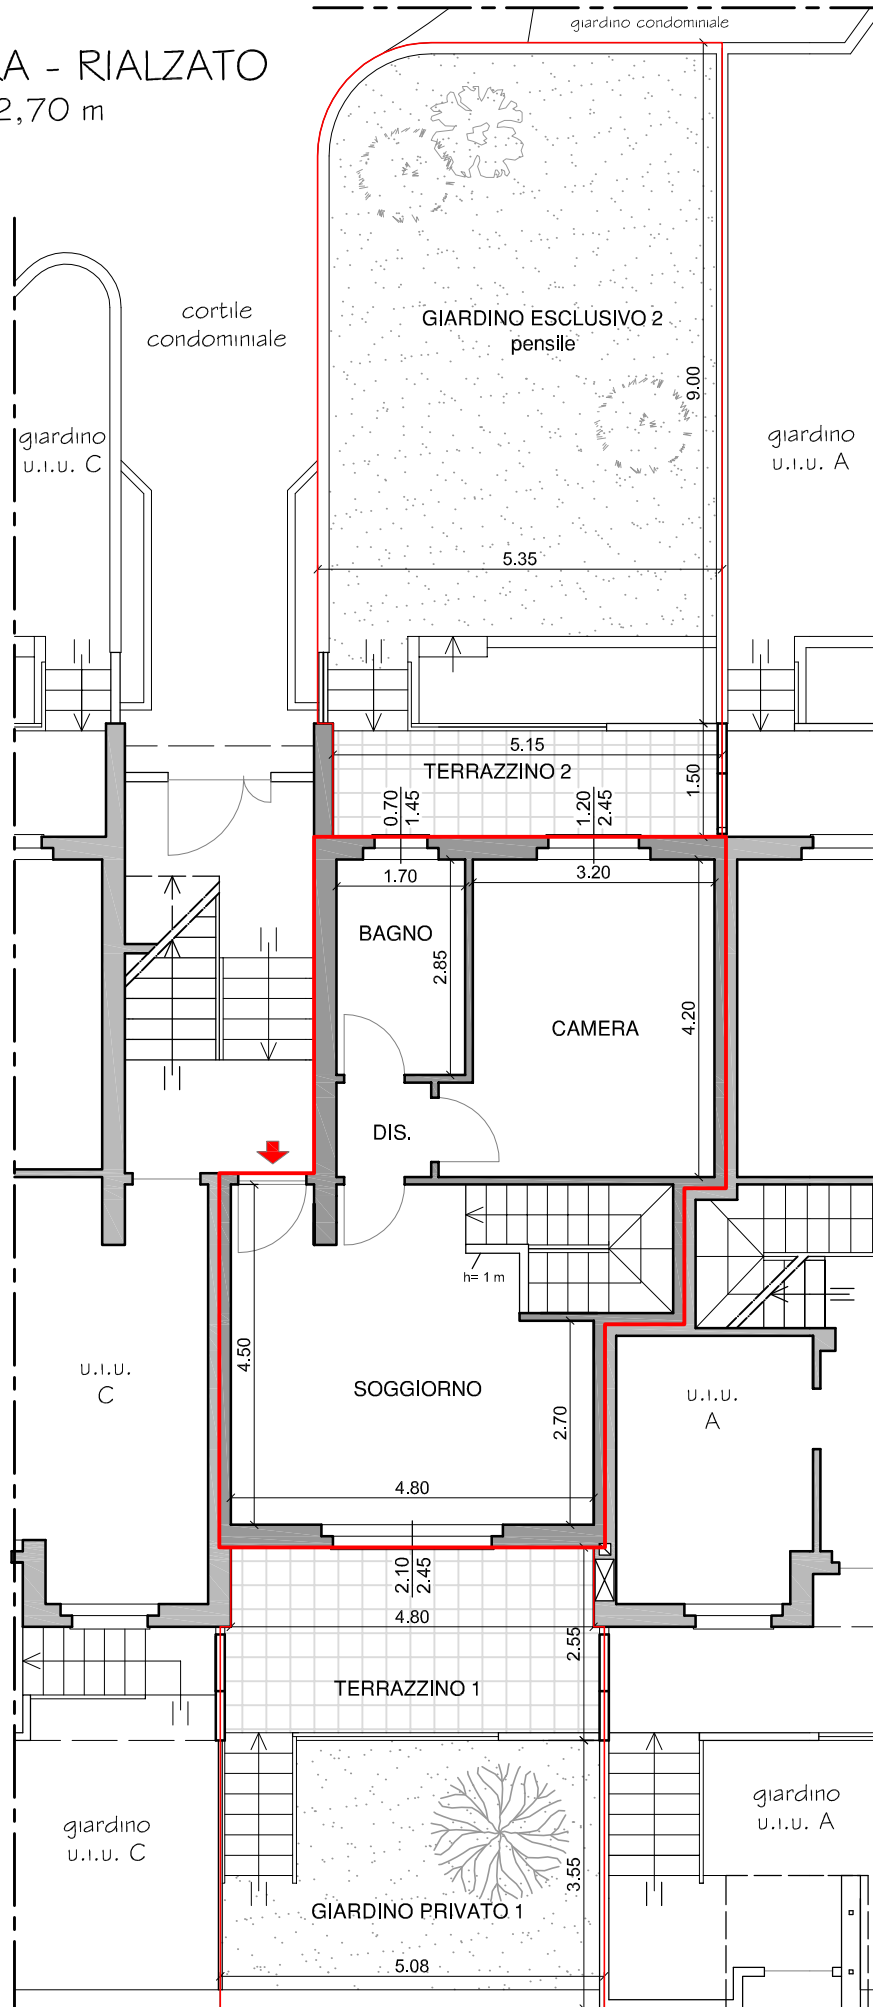 giardino condominiale
RA - RIALZATO
2,70 m
cortile
condominiale
GIARDINO ESCLUSIVO 2
pensile
9.00
giardino
u.i.u. C
giardino
u.i.u. A
5.35
5.15
TERRAZZINO 2
1.50
0.70
1.45
1.20
2.45
1.70
3.20
BAGNO
2.85
CAMERA
4.20
DIS.
h= 1 m
4.50
u.i.u.
C
SOGGIORNO
2.70
u.i.u.
A
4.80
2.10
2.45
4.80
2.55
TERRAZZINO 1
giardino
u.i.u. C
giardino
u.i.u. A
3.55
GIARDINO PRIVATO 1
5.08